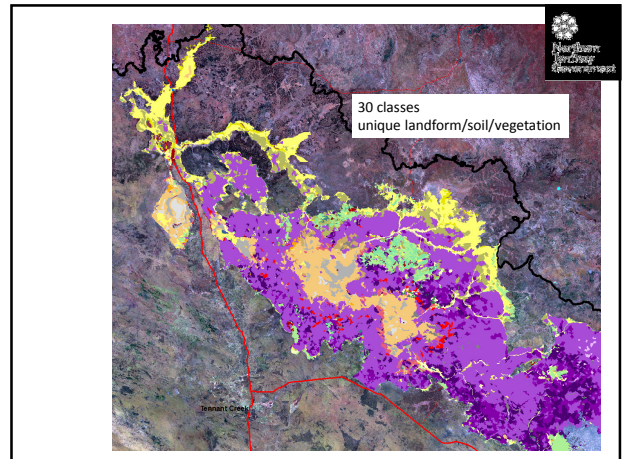 Northern
Territory
Government
30 classes
unique landform/soil/vegetation
Tennant Creek